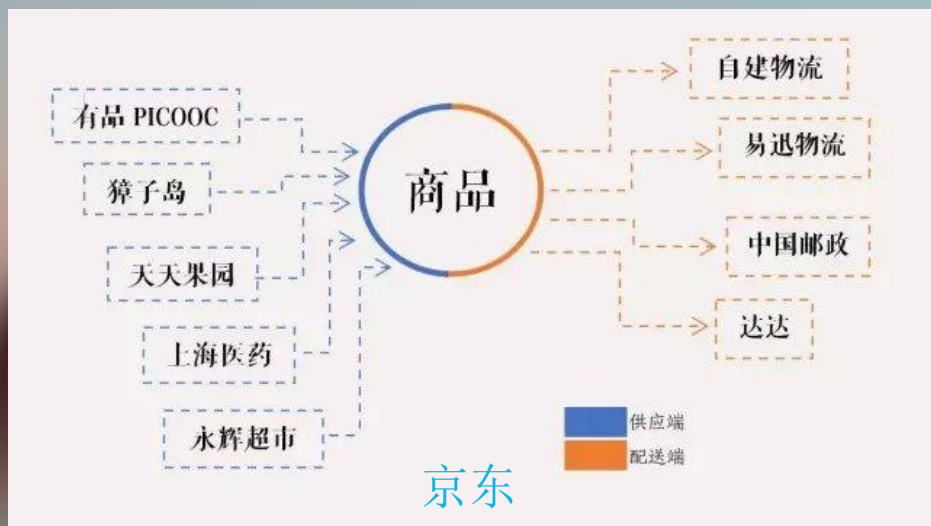 有品 PICOOC
獐子岛
天天果园
上海医药
永辉超市
商品
自建物流
易迅物流
中国邮政
达达
供应端
配送端
京东